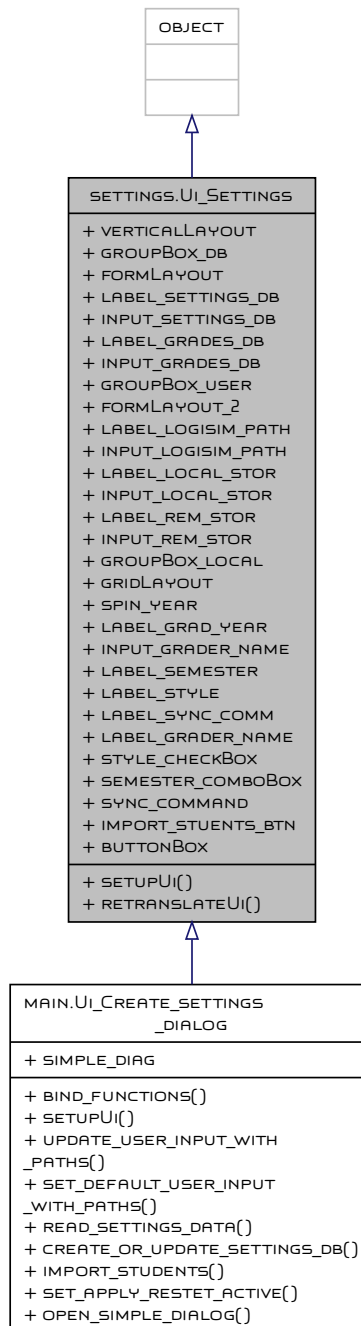 object
settings.Ui_Settings
+ verticalLayout
+ groupBox_db
+ formLayout
+ label_settings_db
+ input_settings_db
+ label_grades_db
+ input_grades_db
+ groupBox_user
+ formLayout_2
+ label_logisim_path
+ input_logisim_path
+ label_local_stor
+ input_local_stor
+ label_rem_stor
+ input_rem_stor
+ groupBox_local
+ gridLayout
+ spin_year
+ label_grad_year
+ input_grader_name
+ label_semester
+ label_style
+ label_sync_comm
+ label_grader_name
+ style_checkBox
+ semester_comboBox
+ sync_command
+ import_stuents_btn
+ buttonBox
+ setupUi()
+ retranslateUi()
main.Ui_Create_settings
_dialog
+ simple_diag
+ bind_functions()
+ setupUi()
+ update_user_input_with
_paths()
+ set_default_user_input
_with_paths()
+ read_settings_data()
+ create_or_update_settings_db()
+ import_students()
+ set_apply_restet_active()
+ open_simple_dialog()